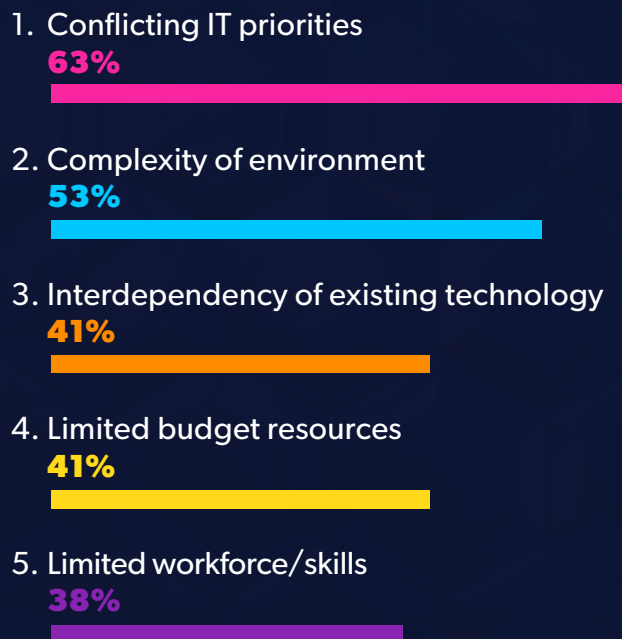 1. Conflicting IT priorities
63%
2. Complexity of environment
53%
3. Interdependency of existing technology
41%
4. Limited budget resources
41%
5. Limited workforce/skills
38%